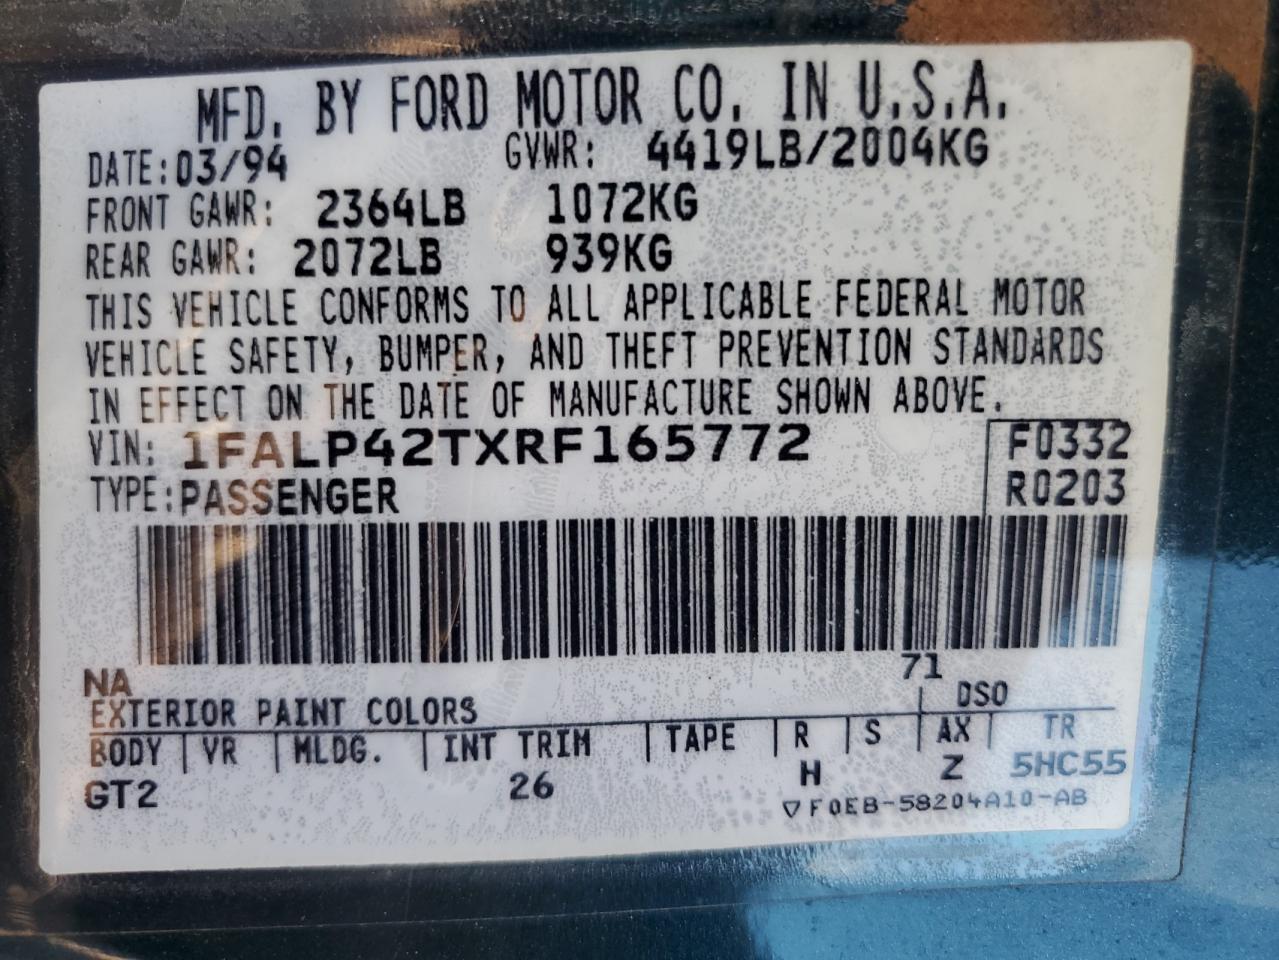 MFD. BY FORD MOTOR CO. IN U.S.A.
DATE:03/94 GVWR: 4419LB/2004KG
FRONT GAWR: 2364LB 1072KG
REAR GAWR: 2072LB 939KG
THIS VEHICLE CONFORMS TO ALL APPLICABLE FEDERAL MOTOR
VEHICLE SAFETY, BUMPER, AND THEFT PREVENTION STANDARDS
IN EFFECT ON THE DATE OF MANUFACTURE SHOWN ABOVE.
VIN: 1FALP42TXRF165772 F0332
TYPE:PASSENGER R0203
NA 71
EXTERIOR PAINT COLORS DSO
BODY VR MLDG. INT TRIM TAPE R S AX TR
GT2 26 H Z 5HC55
F0EB-58204A10-AB